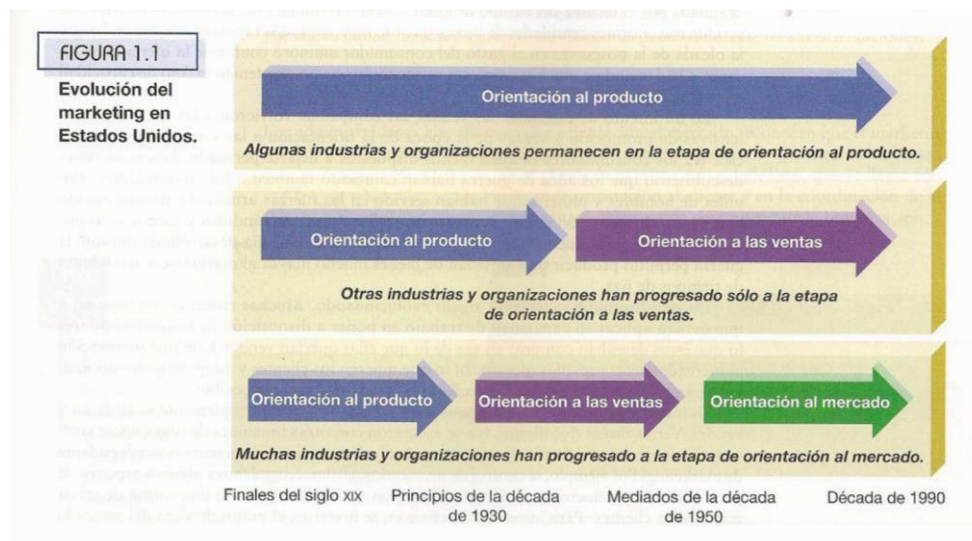 FIGURA 1.1
Evolución del
marketing en
Estados Unidos.
Orientación al producto
Algunas industrias y organizaciones permanecen en la etapa de orientación al producto.
Orientación al producto
Orientación a las ventas
Otras industrias y organizaciones han progresado sólo a la etapa
de orientación a las ventas.
Orientación al producto
Orientación a las ventas
Orientación al mercado
Muchas industrias y organizaciones han progresado a la etapa de orientación al mercado.
Finales del siglo XIX
Principios de la década
de 1930
Mediados de la década
de 1950
Década de 1990